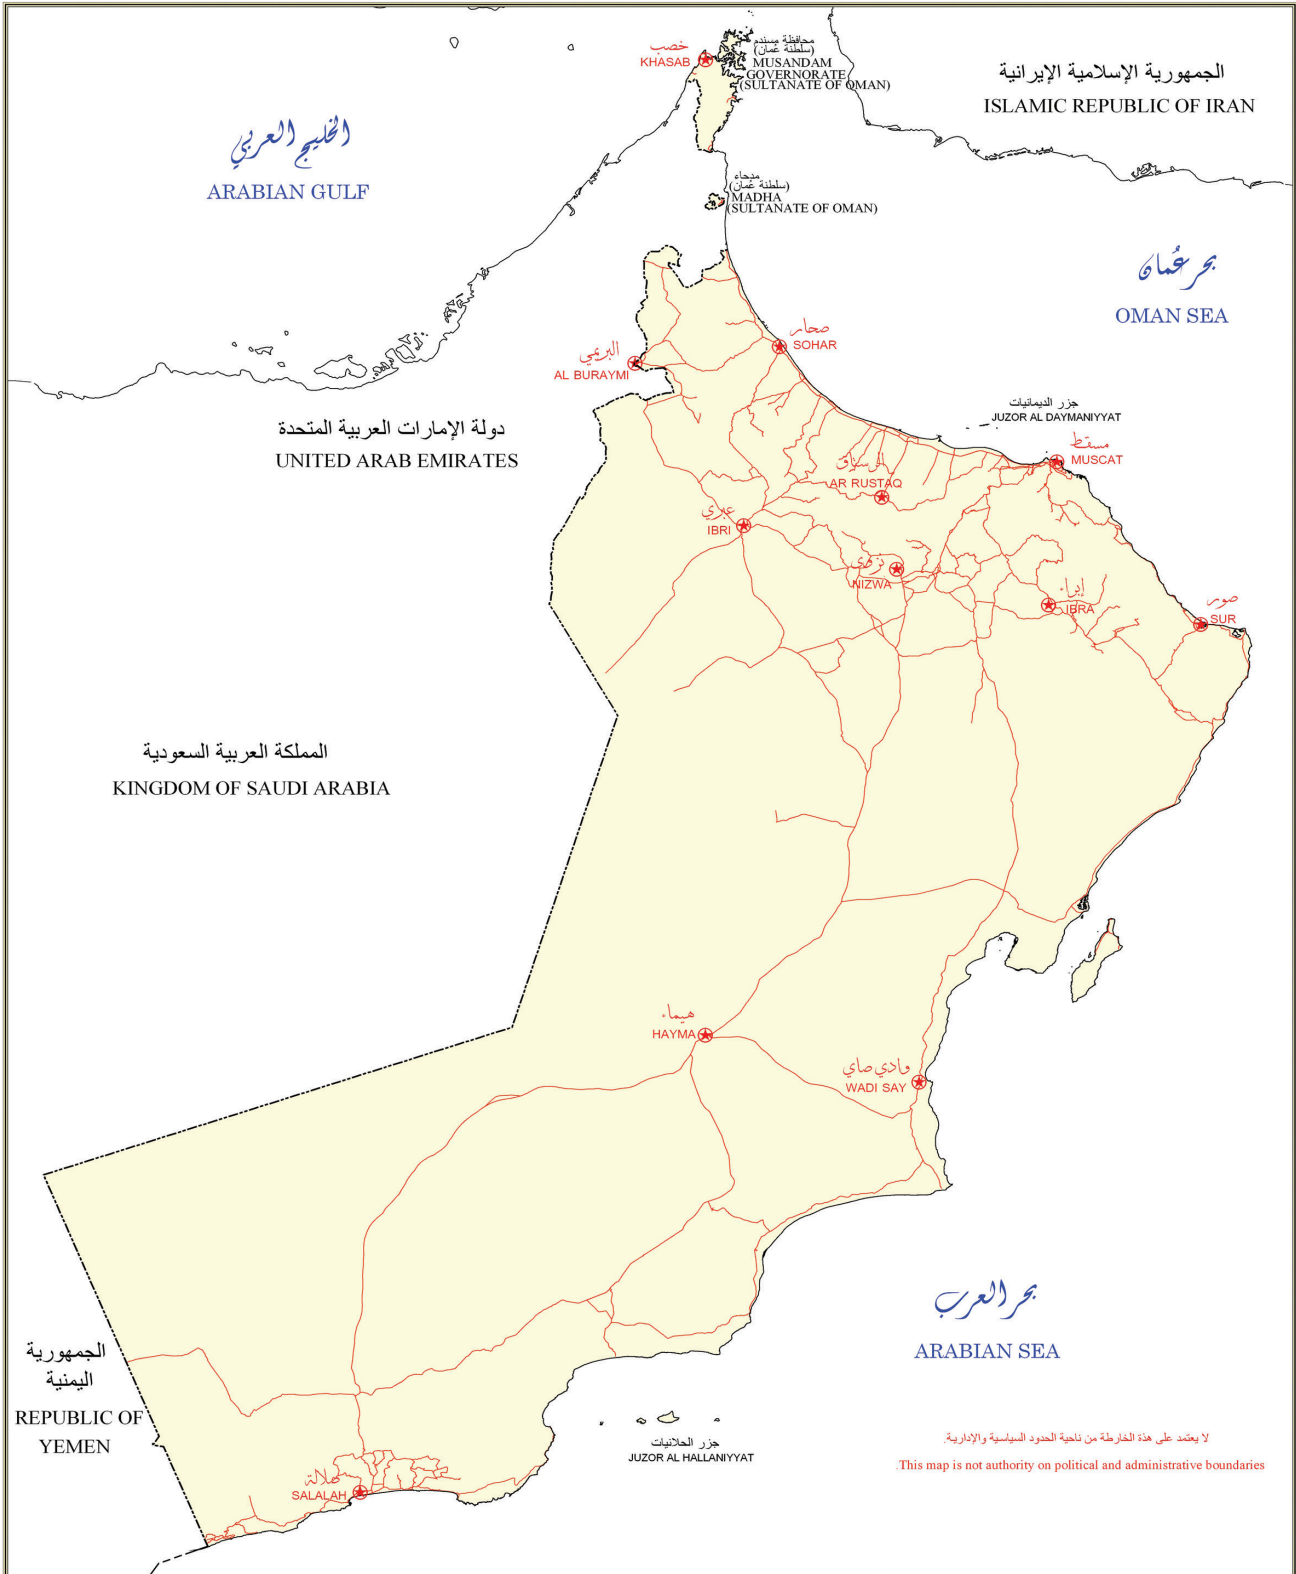 خصب
KHASAB
محافظة مسندم
(سلطنة عُمان)
MUSANDAM
GOVERNORATE
(SULTANATE OF OMAN)
الجمهورية الإسلامية الإيرانية
ISLAMIC REPUBLIC OF IRAN
الخليج العربي
ARABIAN GULF
مدحاء
(سلطنة عُمان)
MADHA
(SULTANATE OF OMAN)
بحر عُمان
OMAN SEA
صحار
SOHAR
البريمي
AL BURAYMI
جزر الديمانيات
JUZOR AL DAYMANIYYAT
دولة الإمارات العربية المتحدة
UNITED ARAB EMIRATES
مسقط
MUSCAT
الرستاق
AR RUSTAQ
عبري
IBRI
نزوى
NIZWA
إبراء
IBRA
صور
SUR
المملكة العربية السعودية
KINGDOM OF SAUDI ARABIA
هيماء
HAYMA
وادي صاي
WADI SAY
بحر العرب
ARABIAN SEA
الجمهورية
اليمنية
REPUBLIC OF
YEMEN
جزر الحلانيات
JUZOR AL HALLANIYYAT
صلالة
SALALAH
لا يعتمد على هذة الخارطة من ناحية الحدود السياسية والإدارية.
.This map is not authority on political and administrative boundaries